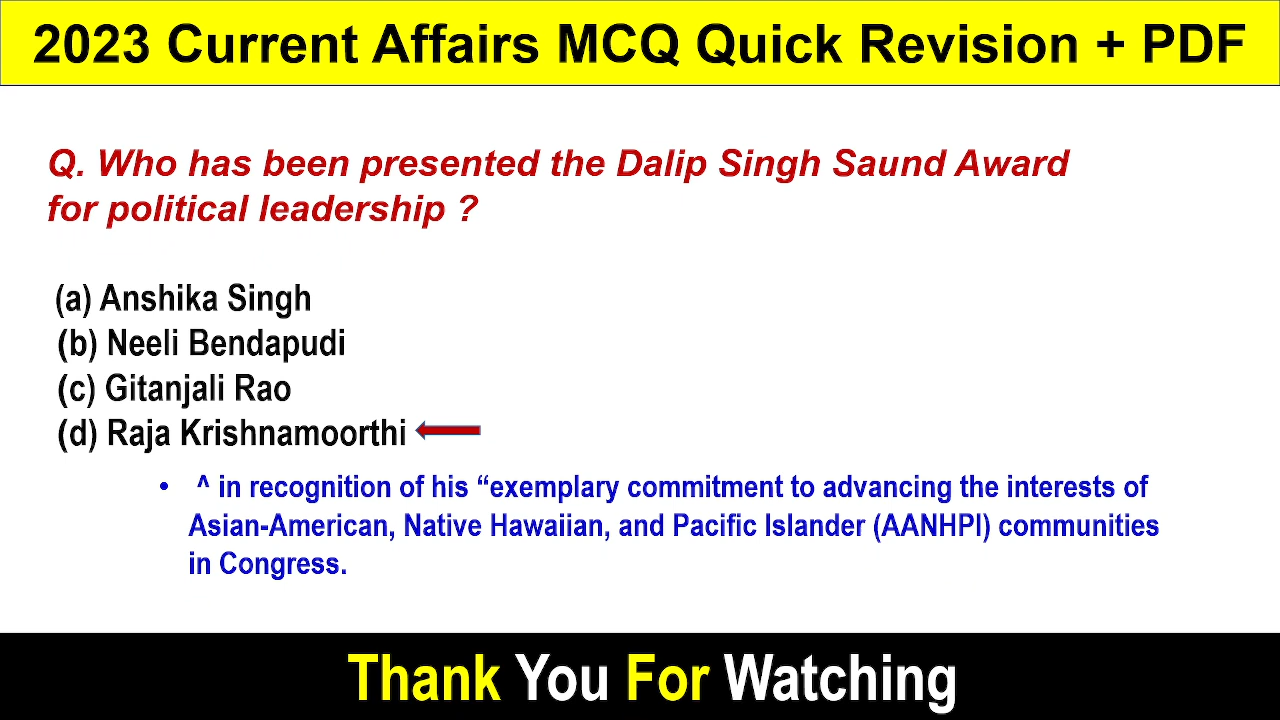 2023 Current Affairs MCQ Quick Revision + PDF
Q. Who has been presented the Dalip Singh Saund Award
for political leadership ?
(a) Anshika Singh
(b) Neeli Bendapudi
(c) Gitanjali Rao
(d) Raja Krishnamoorthi
• ^ in recognition of his “exemplary commitment to advancing the interests of
Asian-American, Native Hawaiian, and Pacific Islander (AANHPI) communities
in Congress.
Thank You For Watching